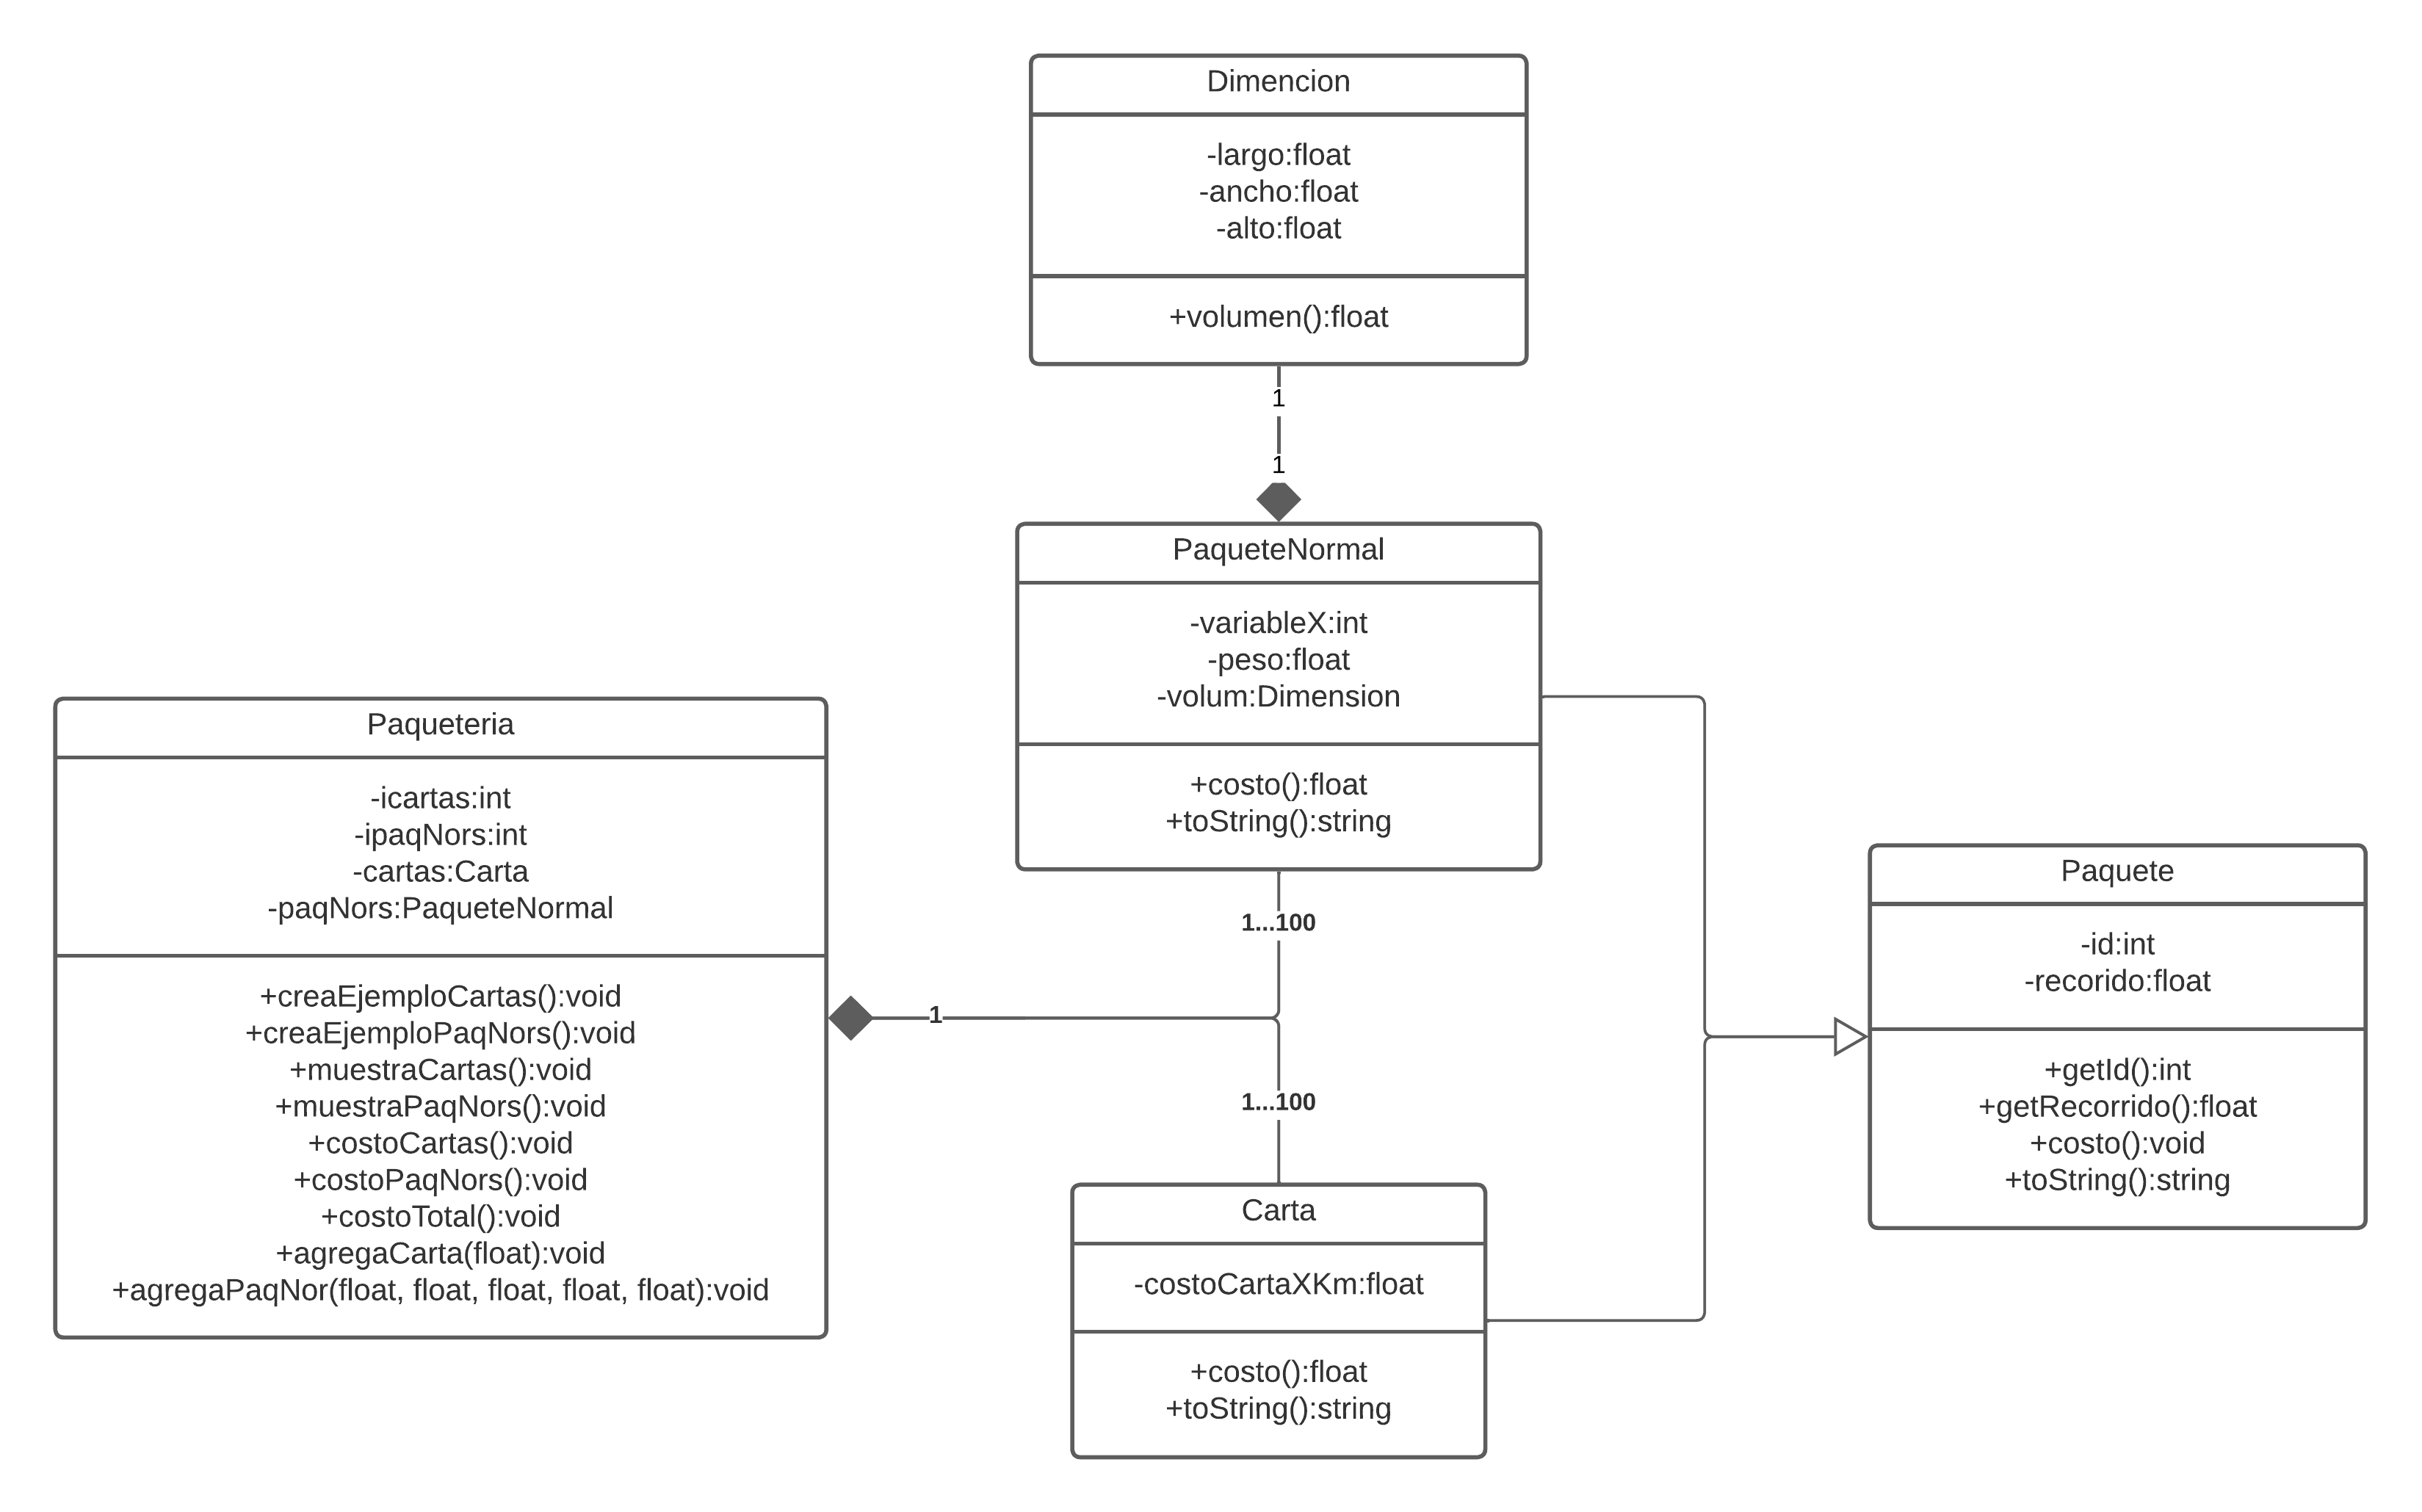 Dimencion
-largo:float
-ancho:float
-alto:float
+volumen():float
1
1
PaqueteNormal
-variableX:int
-peso:float
-volum:Dimension
+costo():float
+toString():string
Paqueteria
-icartas:int
-ipaqNors:int
-cartas:Carta
-paqNors:PaqueteNormal
+creaEjemploCartas():void
+creaEjemploPaqNors():void
+muestraCartas():void
+muestraPaqNors():void
+costoCartas():void
+costoPaqNors():void
+costoTotal():void
+agregaCarta(float):void
+agregaPaqNor(float, float, float, float, float):void
1...100
1
1...100
Carta
-costoCartaXKm:float
+costo():float
+toString():string
Paquete
-id:int
-recorido:float
+getId():int
+getRecorrido():float
+costo():void
+toString():string